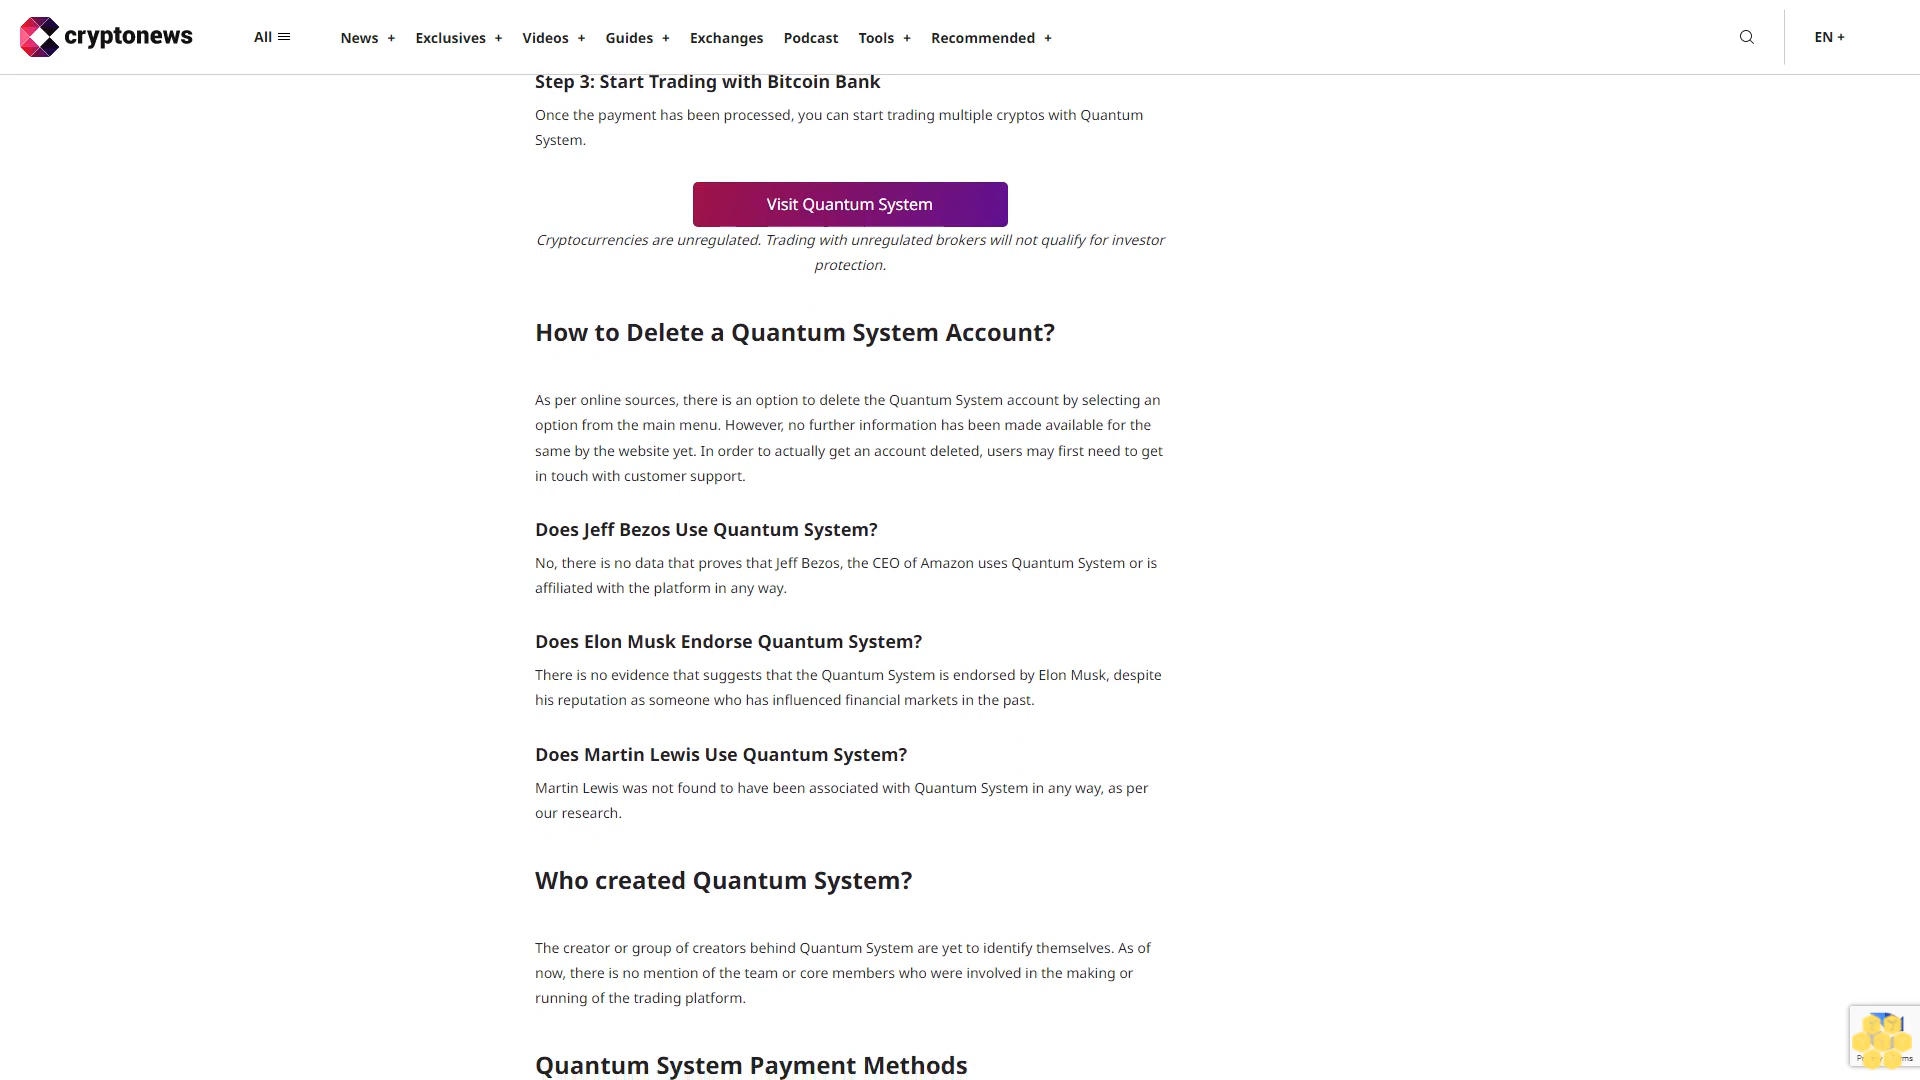 cryptonews
All
News +
Exclusives +
Videos +
Guides +
Exchanges
Podcast
Tools +
Recommended +
EN +
Step 3: Start Trading with Bitcoin Bank
Once the payment has been processed, you can start trading multiple cryptos with Quantum
System.
Visit Quantum System
Cryptocurrencies are unregulated. Trading with unregulated brokers will not qualify for investor
protection.
How to Delete a Quantum System Account?
As per online sources, there is an option to delete the Quantum System account by selecting an
option from the main menu. However, no further information has been made available for the
same by the website yet. In order to actually get an account deleted, users may first need to get
in touch with customer support.
Does Jeff Bezos Use Quantum System?
No, there is no data that proves that Jeff Bezos, the CEO of Amazon uses Quantum System or is
affiliated with the platform in any way.
Does Elon Musk Endorse Quantum System?
There is no evidence that suggests that the Quantum System is endorsed by Elon Musk, despite
his reputation as someone who has influenced financial markets in the past.
Does Martin Lewis Use Quantum System?
Martin Lewis was not found to have been associated with Quantum System in any way, as per
our research.
Who created Quantum System?
The creator or group of creators behind Quantum System are yet to identify themselves. As of
now, there is no mention of the team or core members who were involved in the making or
running of the trading platform.
Quantum System Payment Methods